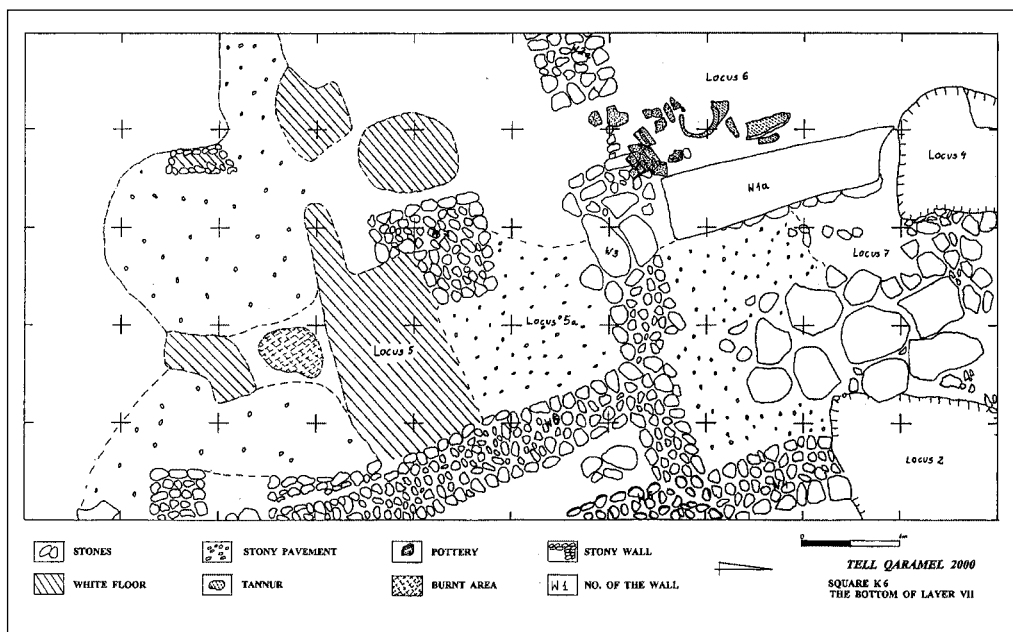 Locus 6
Locus 4
W1a
W3
Locus 7
Locus 5a
Locus 5
Locus 2
STONES
STONY PAVEMENT
POTTERY
STONY WALL
WHITE FLOOR
TANNUR
BURNT AREA
W1
NO. OF THE WALL
0
TELL QARAMEL 2000
SQUARE K6
THE BOTTOM OF LAYER VII